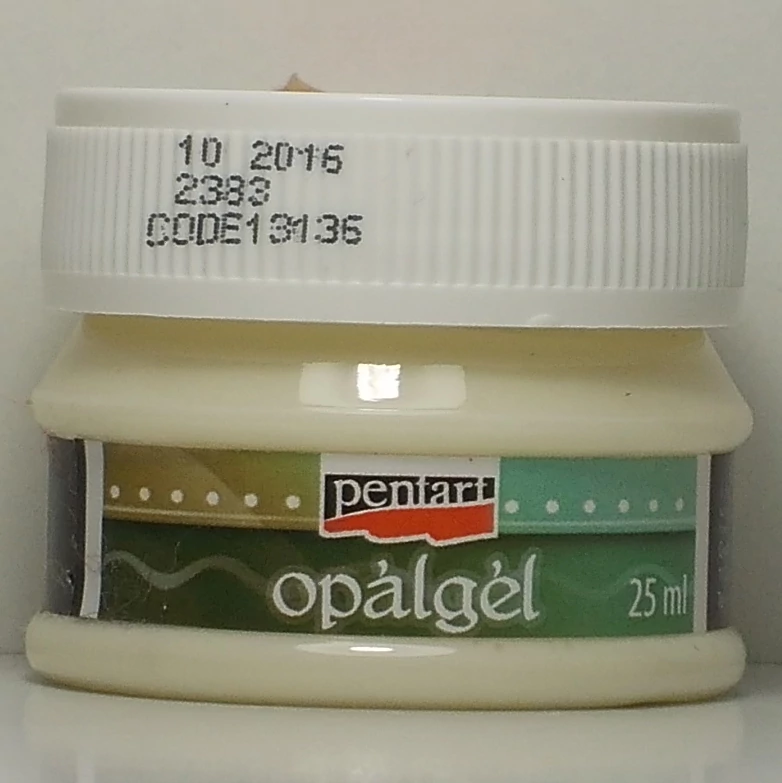 10 2016
2383
CODE13136
pentart
opálgél
25 ml